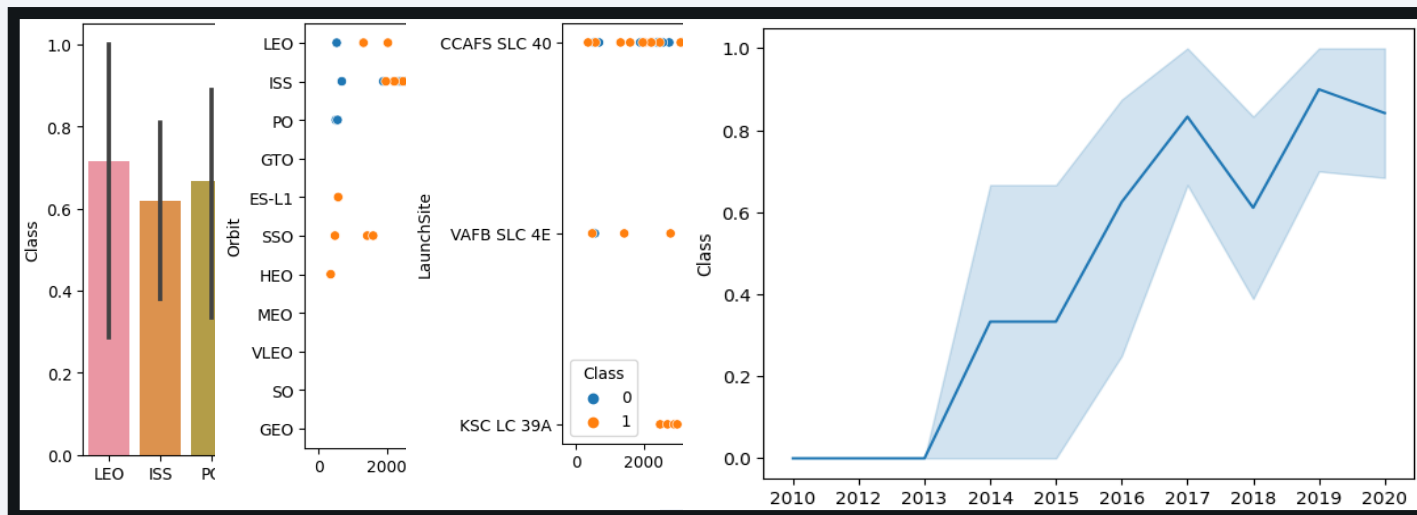 1.0
0.8
0.6
0.4
0.2
0.0
Class
LEO ISS PO
Orbit
LEO
ISS
PO
GTO
ES-L1
SSO
HEO
MEO
VLEO
SO
GEO
0 2000
LaunchSite
CCAFS SLC 40
VAFB SLC 4E
KSC LC 39A
Class
0
1
0 2000
Class
1.0
0.8
0.6
0.4
0.2
0.0
2010 2012 2013 2014 2015 2016 2017 2018 2019 2020